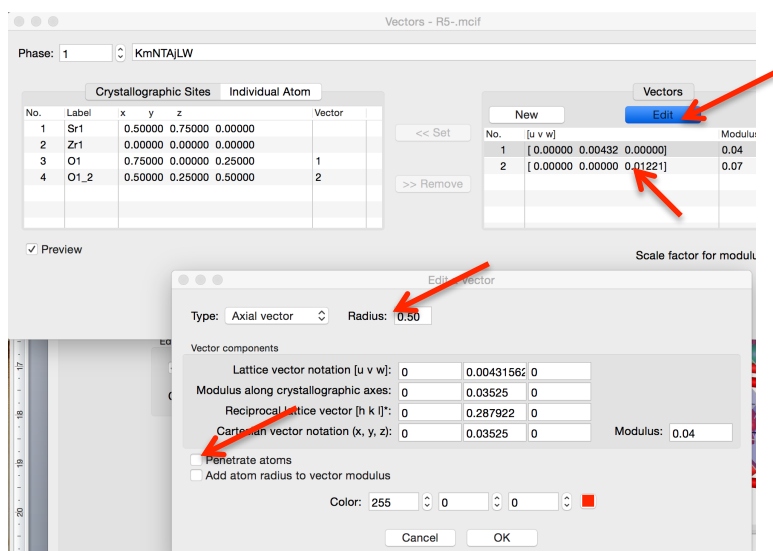 Vectors - R5-.mcif
Phase: 1 KmNTAjLW
Crystallographic Sites Individual Atom Vectors
New Edit
No. Label x y z Vector
<< Set
No. [u v w] Modulus
1 Sr1 0.50000 0.75000 0.00000
2 Zr1 0.00000 0.00000 0.00000
3 O1 0.75000 0.00000 0.25000 1
4 O1_2 0.50000 0.25000 0.50000 2
1 [ 0.00000 0.00432 0.00000] 0.04
2 [ 0.00000 0.00000 0.01221] 0.07
>> Remove
Preview
Scale factor for modulu
Type: Axial vector Radius: 0.50
Vector components
Lattice vector notation [u v w]: 0 0.00431562 0
Modulus along crystallographic axes: 0 0.03525 0
Reciprocal lattice vector [h k l]*: 0 0.287922 0
Cartesian vector notation (x, y, z): 0 0.03525 0 Modulus: 0.04
Penetrate atoms
Add atom radius to vector modulus
Color: 255 0 0
Cancel OK
17
18
19
20